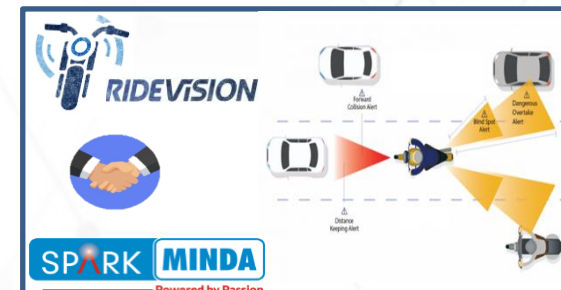 RIDEVISION
SPARK MINDA
Powered by Passion
Forward
Collision Alert
Blind Spot
Alert
Dangerous
Overtake
Alert
Distance
Keeping Alert